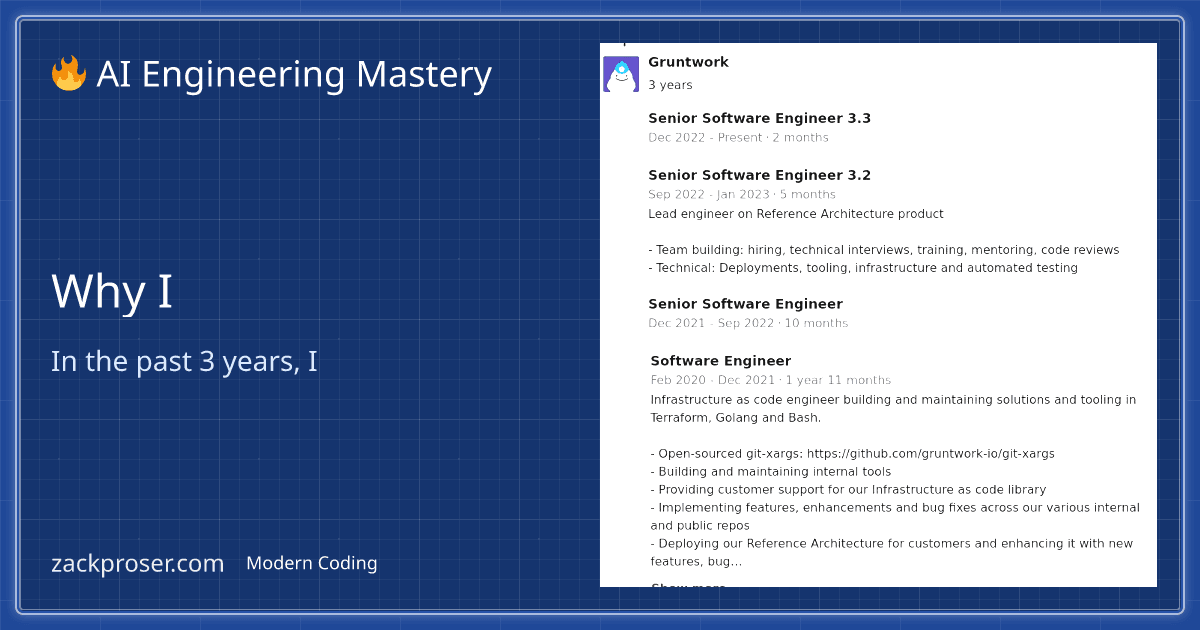 🔥 AI Engineering Mastery
Why I
In the past 3 years, I
zackproser.com Modern Coding
Gruntwork
3 years
Senior Software Engineer 3.3
Dec 2022 - Present · 2 months
Senior Software Engineer 3.2
Sep 2022 - Jan 2023 · 5 months
Lead engineer on Reference Architecture product
- Team building: hiring, technical interviews, training, mentoring, code reviews
- Technical: Deployments, tooling, infrastructure and automated testing
Senior Software Engineer
Dec 2021 - Sep 2022 · 10 months
Software Engineer
Feb 2020 - Dec 2021 · 1 year 11 months
Infrastructure as code engineer building and maintaining solutions and tooling in
Terraform, Golang and Bash.
- Open-sourced git-xargs: https://github.com/gruntwork-io/git-xargs
- Building and maintaining internal tools
- Providing customer support for our Infrastructure as code library
- Implementing features, enhancements and bug fixes across our various internal
and public repos
- Deploying our Reference Architecture for customers and enhancing it with new
features, bug...
Show more